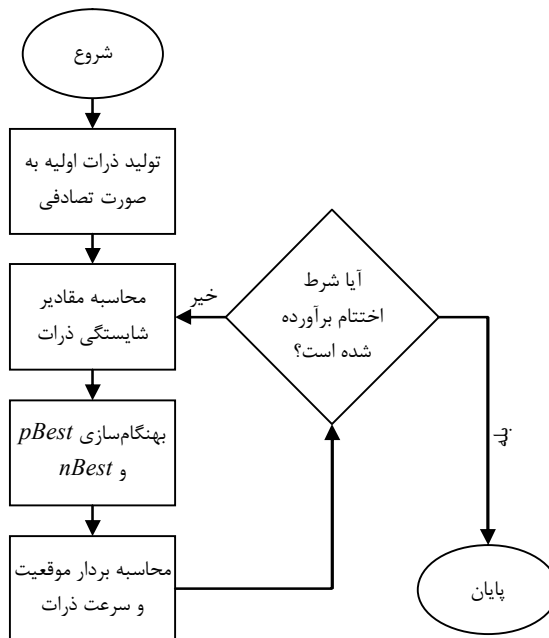 شروع
تولید ذرات اولیه به
صورت تصادفی
محاسبه مقادیر
شایستگی ذرات
بهنگام‌سازی pBest
و nBest
محاسبه بردار موقعیت
و سرعت ذرات
آیا شرط
اختتام برآورده
شده است؟
خیر
بله
پایان